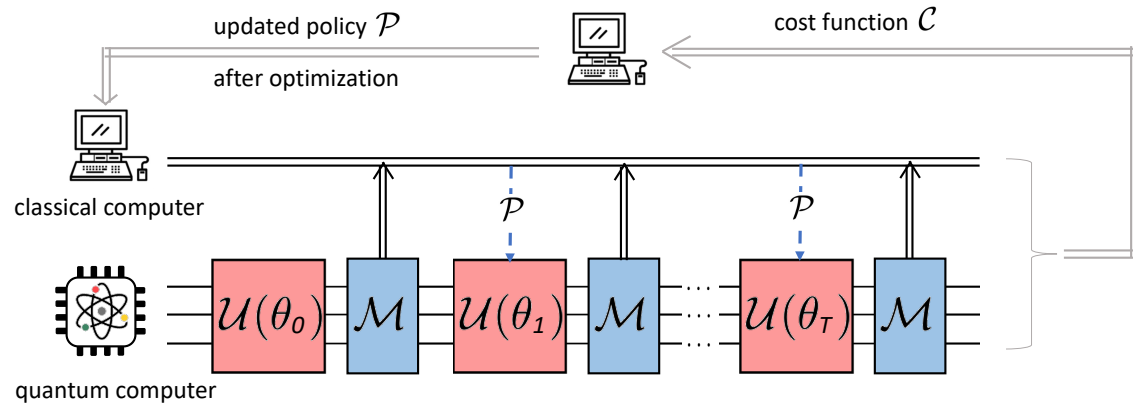 updated policy 𝒫
after optimization
cost function 𝒞
classical computer
𝒫
𝒫
𝒰(θ₀)
ℳ
𝒰(θ₁)
ℳ
...
...
...
𝒰(θ_T)
ℳ
quantum computer